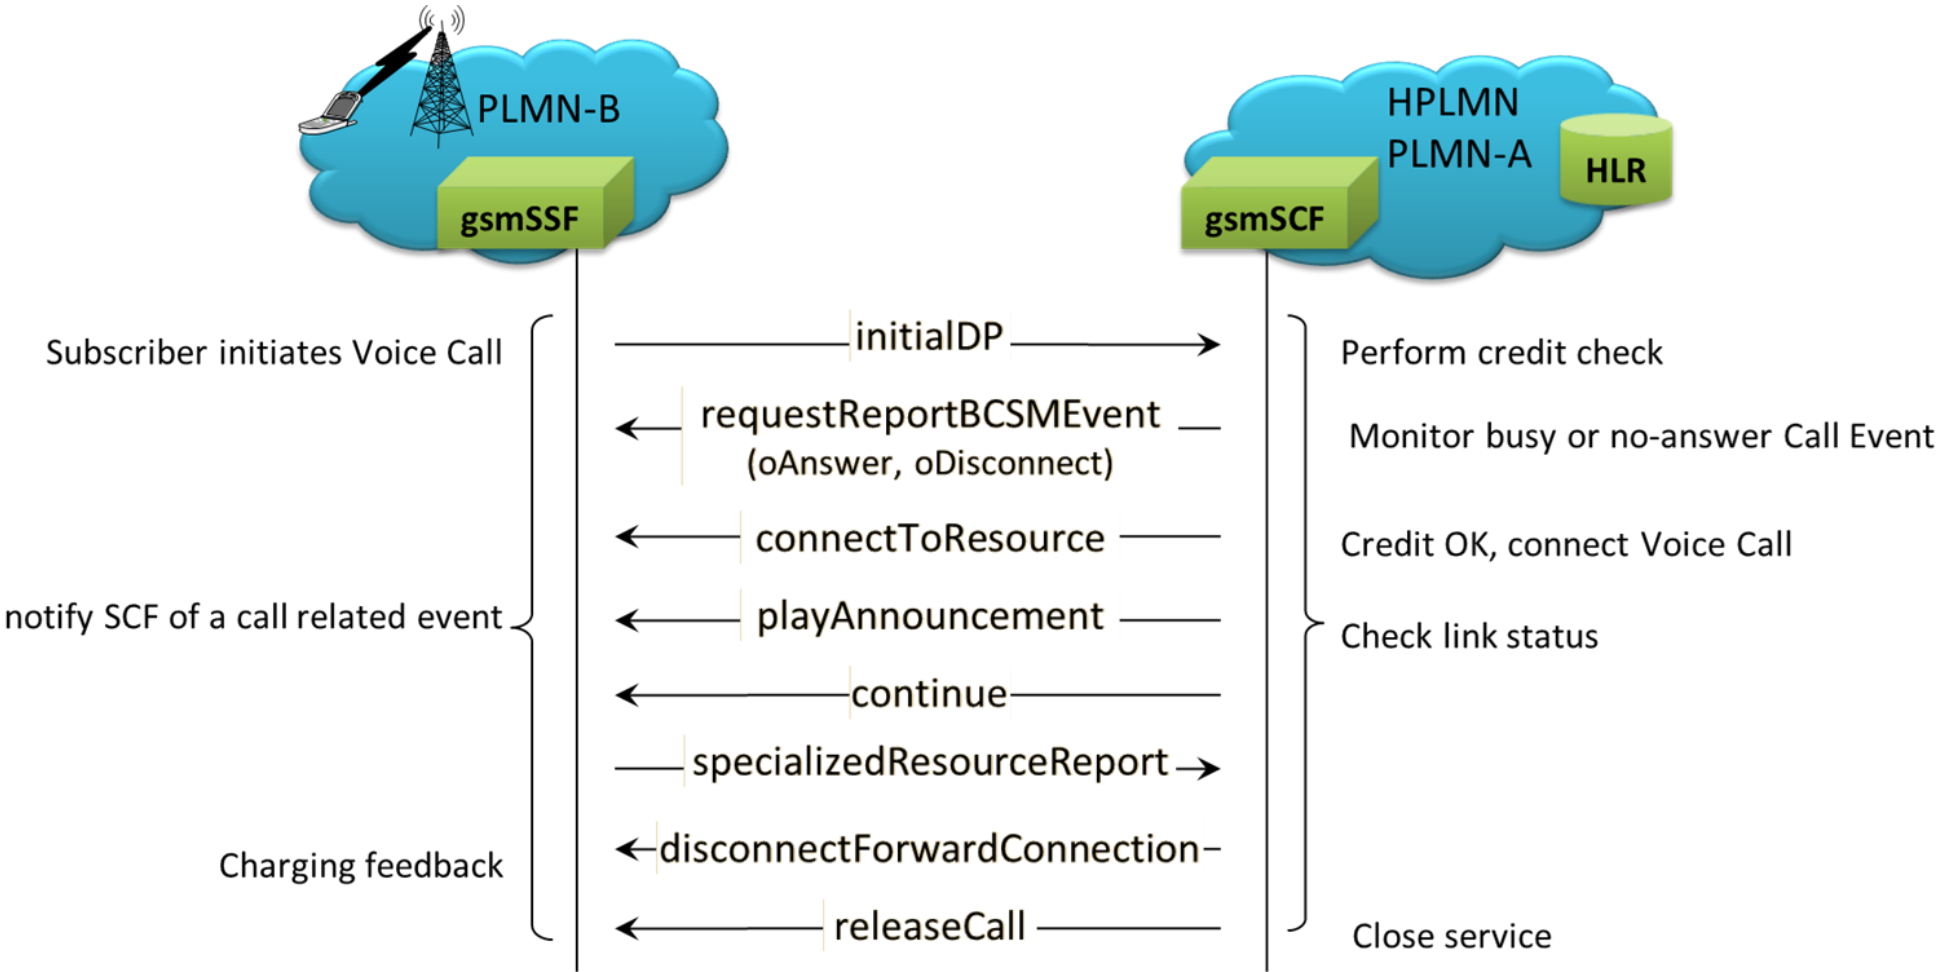 PLMN-B
HPLMN
PLMN-A
HLR
gsmSSF
gsmSCF
Subscriber initiates Voice Call
initialDP
Perform credit check
requestReportBCSMEvent
(oAnswer, oDisconnect)
Monitor busy or no-answer Call Event
connectToResource
Credit OK, connect Voice Call
notify SCF of a call related event
playAnnouncement
Check link status
continue
specializedResourceReport
Charging feedback
disconnectForwardConnection
releaseCall
Close service